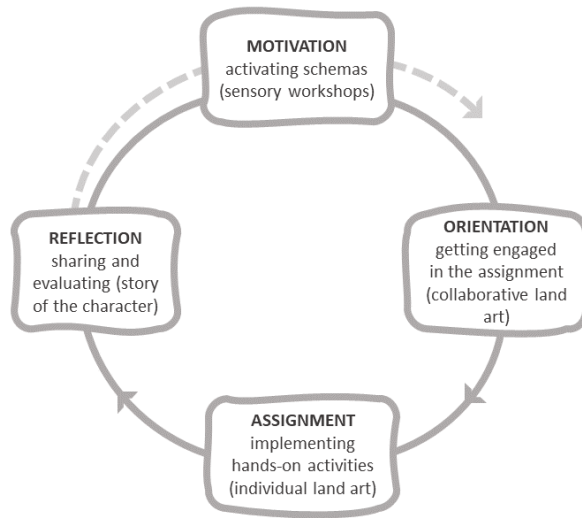 MOTIVATION
activating schemas
(sensory workshops)
ORIENTATION
getting engaged
in the assignment
(collaborative land
art)
ASSIGNMENT
implementing
hands-on activities
(individual land art)
REFLECTION
sharing and
evaluating (story
of the character)